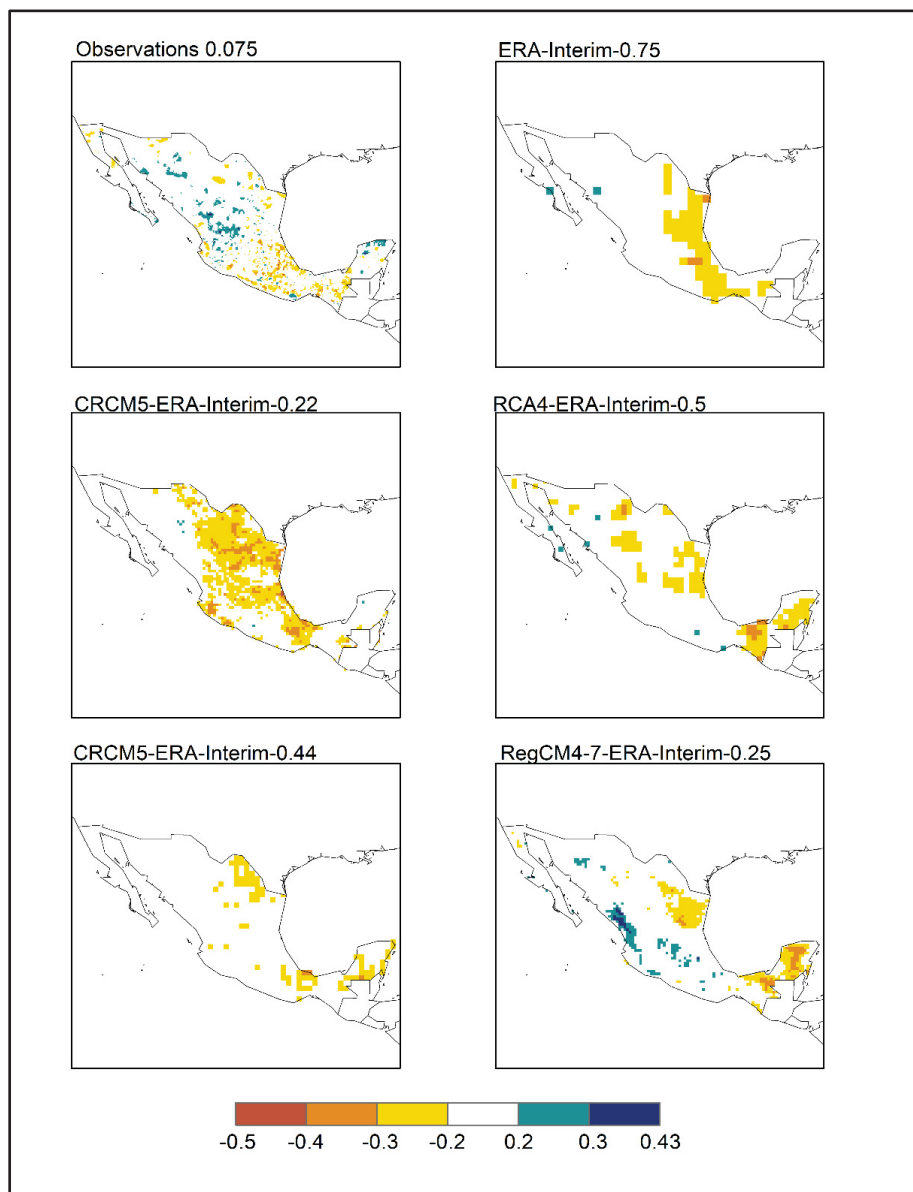 Observations 0.075
ERA-Interim-0.75
CRCM5-ERA-Interim-0.22
RCA4-ERA-Interim-0.5
CRCM5-ERA-Interim-0.44
RegCM4-7-ERA-Interim-0.25
-0.5 -0.4 -0.3 -0.2 0.2 0.3 0.43